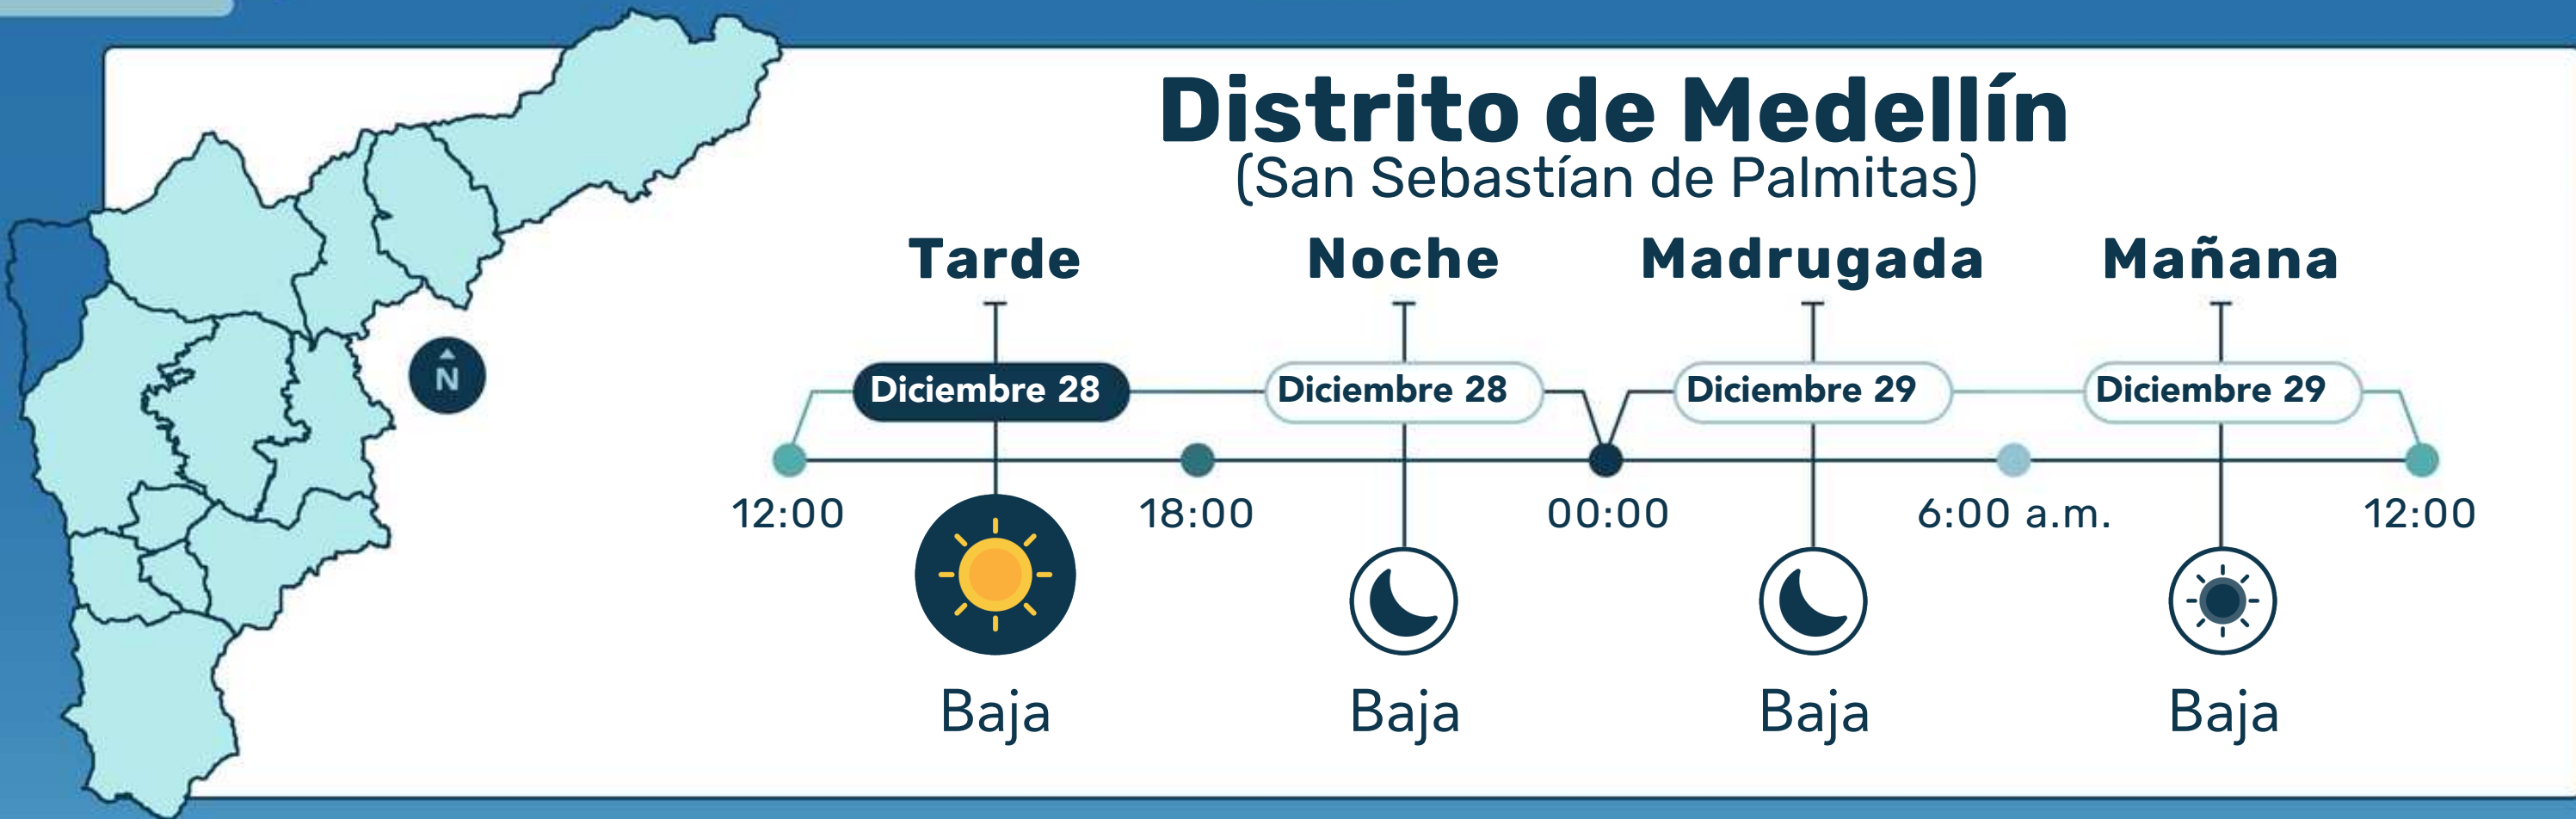 Distrito de Medellín
(San Sebastían de Palmitas)
Tarde Noche Madrugada Mañana
Diciembre 28 Diciembre 28 Diciembre 29 Diciembre 29
N
12:00 18:00 00:00 6:00 a.m. 12:00
Baja Baja Baja Baja